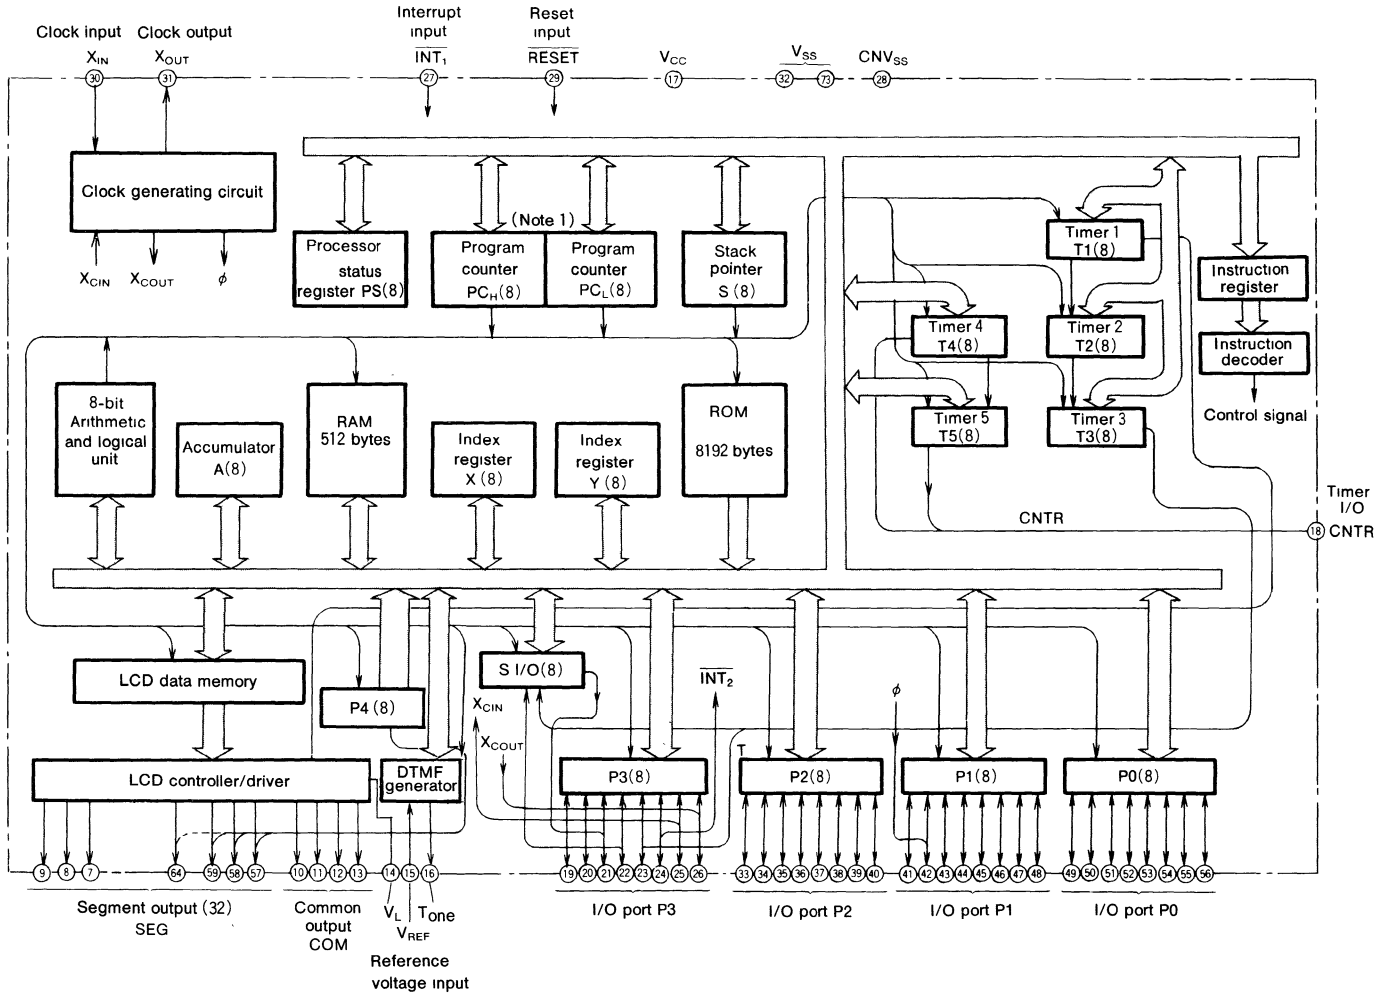 Clock input
Clock output
Interrupt
input
Reset
input
XIN
XOUT
INT1
RESET
VCC
VSS
CNVSS
30
31
27
29
17
32
73
28
Clock generating circuit
XCIN
XCOUT
φ
(Note 1)
Processor
status
register PS(8)
Program
counter
PCH(8)
Program
counter
PCL(8)
Stack
pointer
S(8)
Timer 1
T1(8)
Instruction
register
Timer 4
T4(8)
Timer 2
T2(8)
Instruction
decoder
Control signal
8-bit
Arithmetic
and logical
unit
Accumulator
A(8)
RAM
512 bytes
Index
register
X(8)
Index
register
Y(8)
ROM
8192 bytes
Timer 5
T5(8)
Timer 3
T3(8)
CNTR
Timer
I/O
18
CNTR
LCD data memory
P4(8)
S I/O(8)
XCIN
XCOUT
INT2
φ
LCD controller/driver
DTMF
generator
P3(8)
P2(8)
P1(8)
P0(8)
9
8
7
64
59
58
57
10
11
12
13
14
15
16
19
20
21
22
23
24
25
26
33
34
35
36
37
38
39
40
41
42
43
44
45
46
47
48
49
50
51
52
53
54
55
56
Segment output (32)
SEG
Common
output
COM
VL
VREF
Tone
Reference
voltage input
I/O port P3
I/O port P2
I/O port P1
I/O port P0